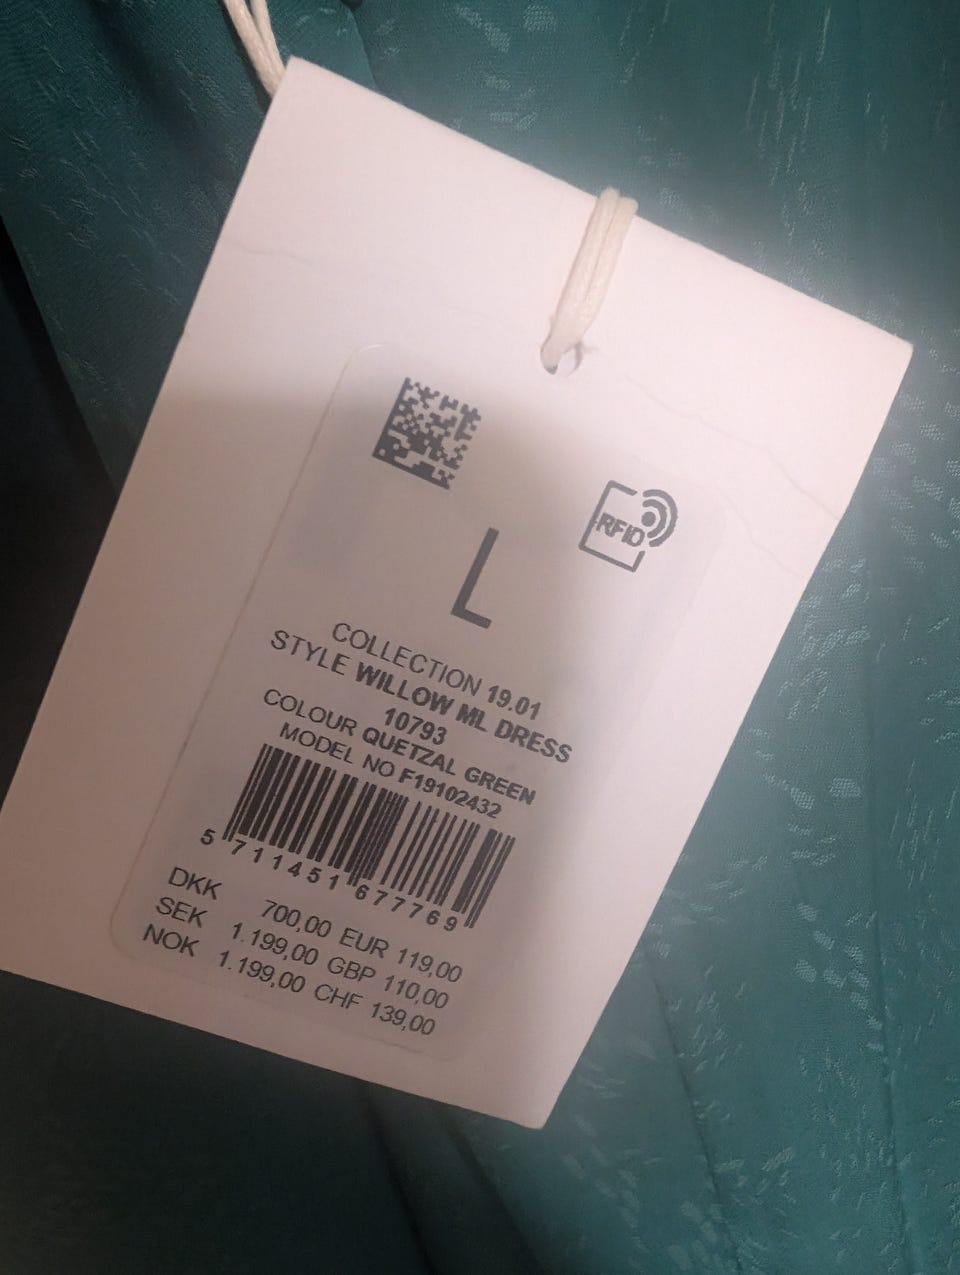 RFID
L
COLLECTION 19.01
STYLE WILLOW ML DRESS
10793
COLOUR QUETZAL GREEN
MODEL NO F19102432
5 711451 677769
DKK 700,00 EUR 119,00
SEK 1.199,00 GBP 110,00
NOK 1.199,00 CHF 139,00